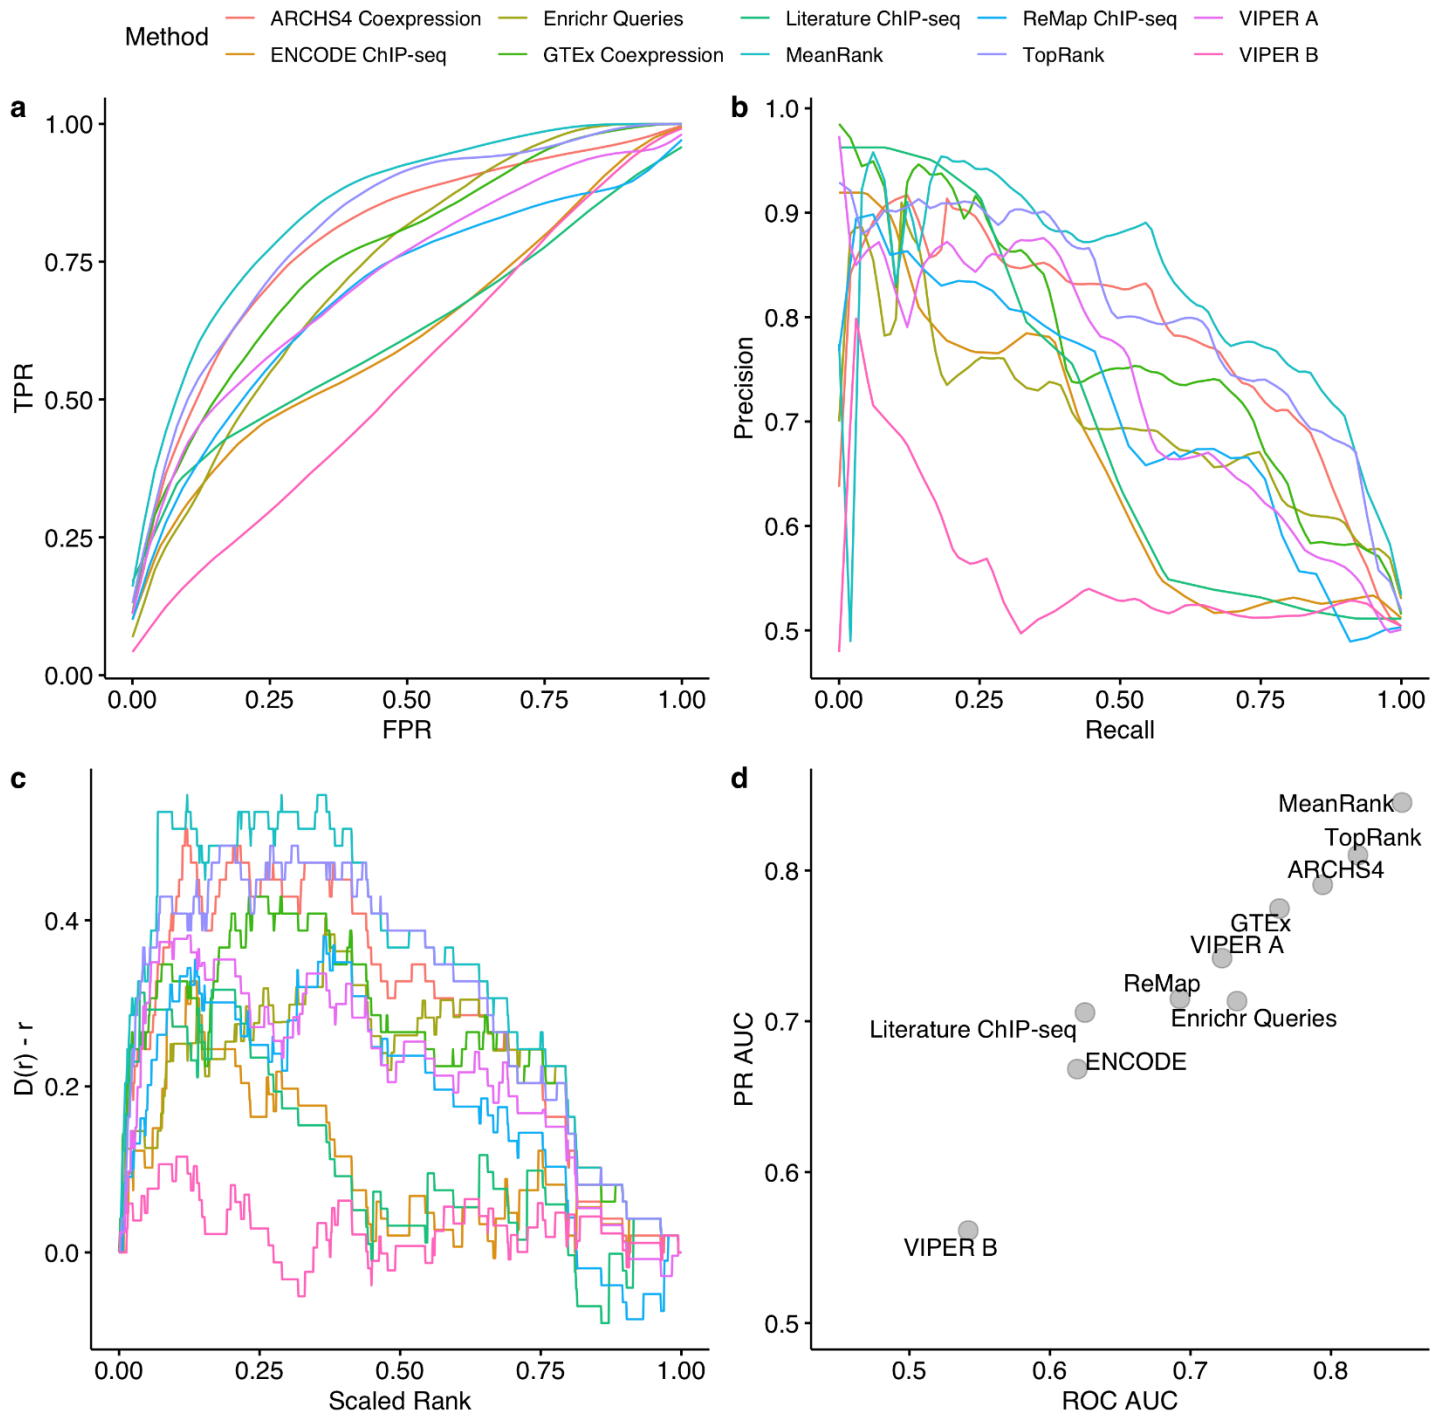 Method
ARCHS4 Coexpression
Enrichr Queries
Literature ChIP-seq
ReMap ChIP-seq
VIPER A
ENCODE ChIP-seq
GTEx Coexpression
MeanRank
TopRank
VIPER B
a
1.00
0.75
0.50
0.25
0.00
TPR
0.00 0.25 0.50 0.75 1.00
FPR
b
1.0
0.9
0.8
0.7
0.6
0.5
Precision
0.00 0.25 0.50 0.75 1.00
Recall
c
0.4
0.2
0.0
D(r) - r
0.00 0.25 0.50 0.75 1.00
Scaled Rank
d
0.8
0.7
0.6
0.5
PR AUC
MeanRank
TopRank
ARCHS4
GTEx
VIPER A
ReMap
Enrichr Queries
Literature ChIP-seq
ENCODE
VIPER B
0.5 0.6 0.7 0.8
ROC AUC